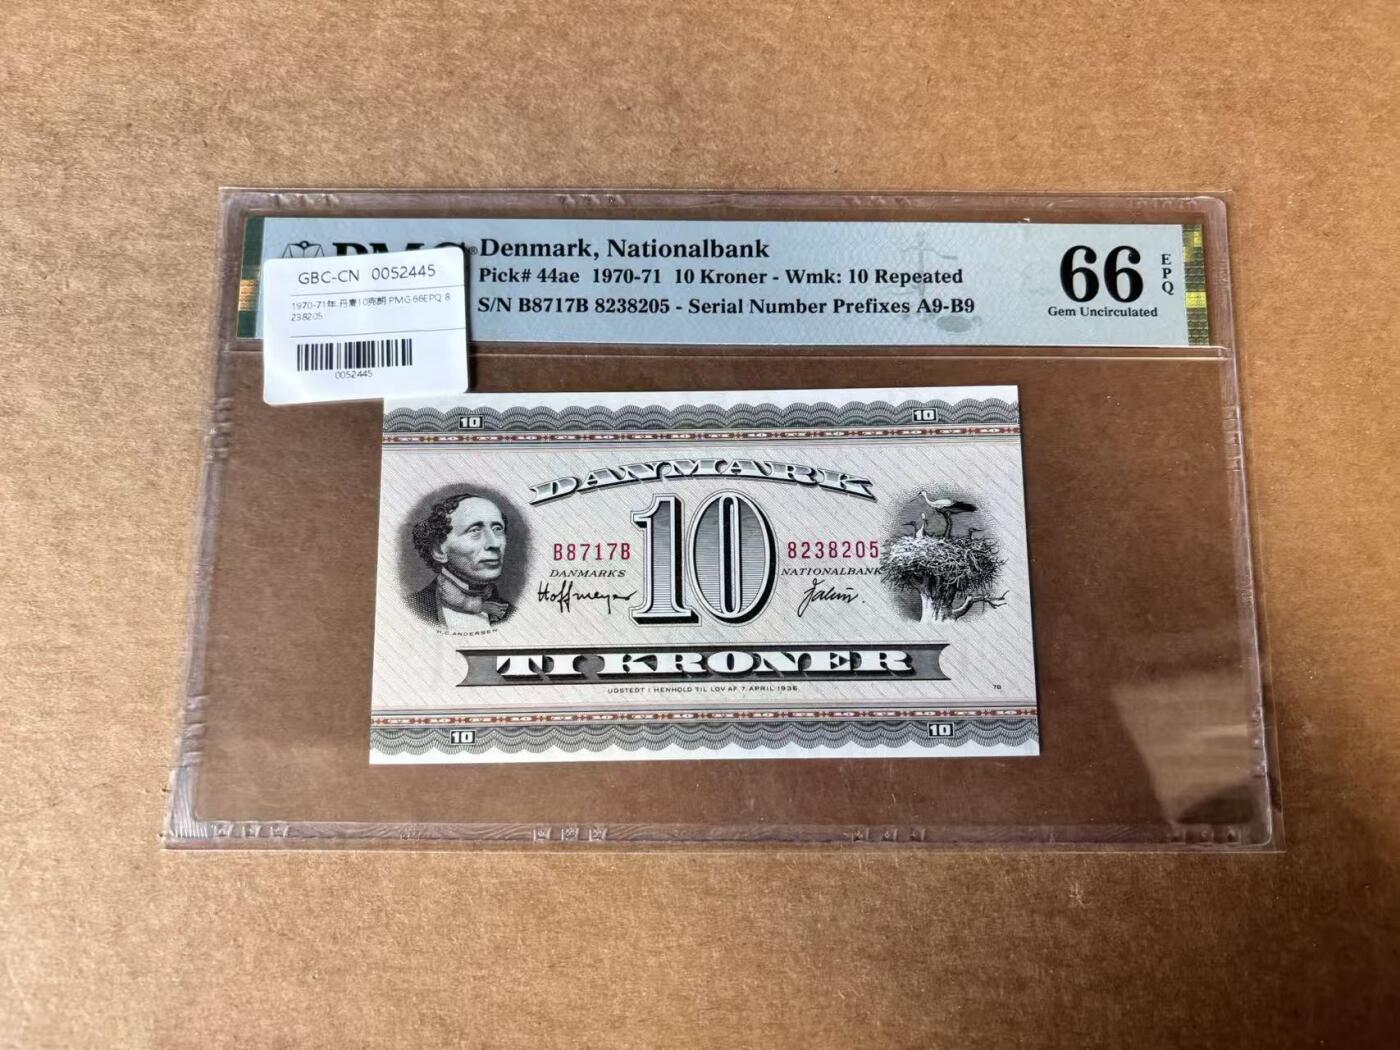 PMG® Denmark, Nationalbank
Pick# 44ae 1970-71 10 Kroner - Wmk: 10 Repeated
S/N B8717B 8238205 - Serial Number Prefixes A9-B9
66
EPQ
Gem Uncirculated
GBC-CN 0052445
1970-71年 丹麦10克朗 PMG 66EPQ 8
238205
0052445
10 10
DANMARK
10
B8717B 8238205
DANMARKS NATIONALBANK
Hoffmeyer
H.C. ANDERSEN
TI KRONER
UDSTEDT I HENHOLD TIL LOV AF 7. APRIL 1936
10 10